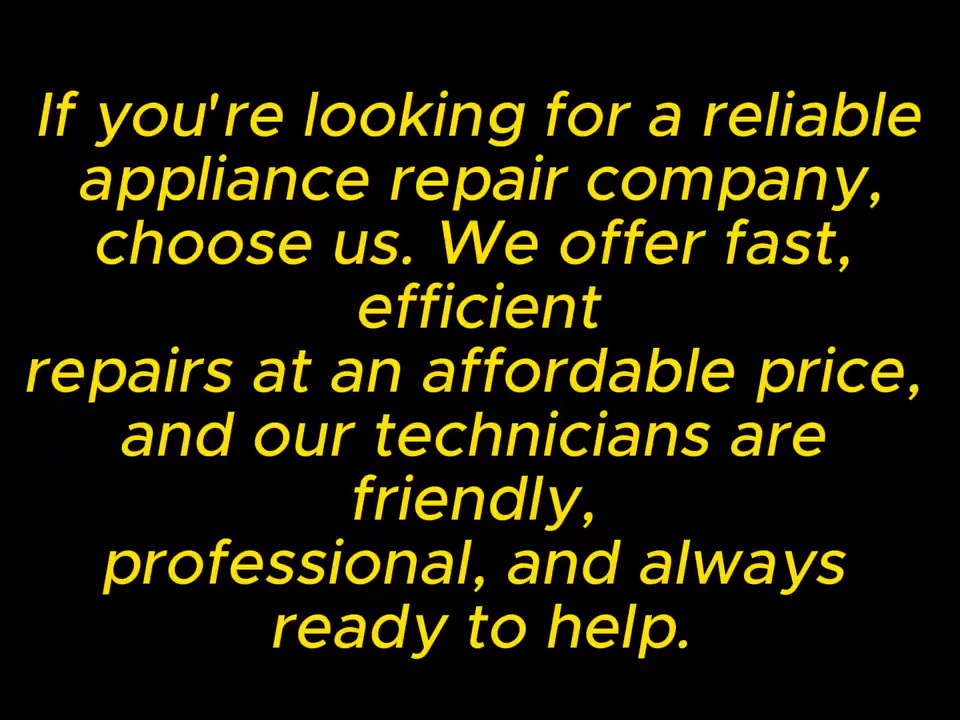 If you're looking for a reliable
appliance repair company,
choose us. We offer fast,
efficient
repairs at an affordable price,
and our technicians are
friendly,
professional, and always
ready to help.